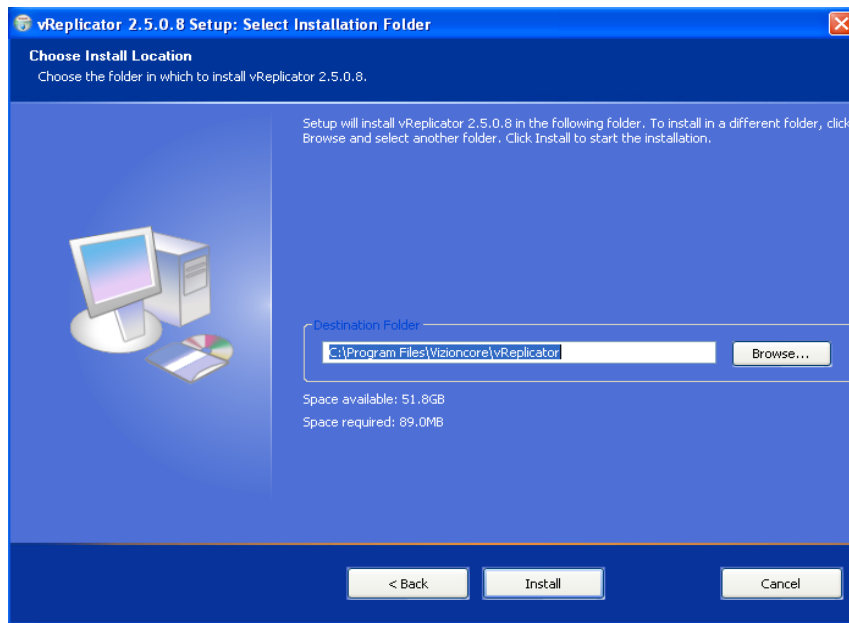 vReplicator 2.5.0.8 Setup: Select Installation Folder
Choose Install Location
Choose the folder in which to install vReplicator 2.5.0.8.
Setup will install vReplicator 2.5.0.8 in the following folder. To install in a different folder, click
Browse and select another folder. Click Install to start the installation.
Destination Folder
C:\Program Files\Vizioncore\vReplicator
Browse...
Space available: 51.8GB
Space required: 89.0MB
< Back
Install
Cancel